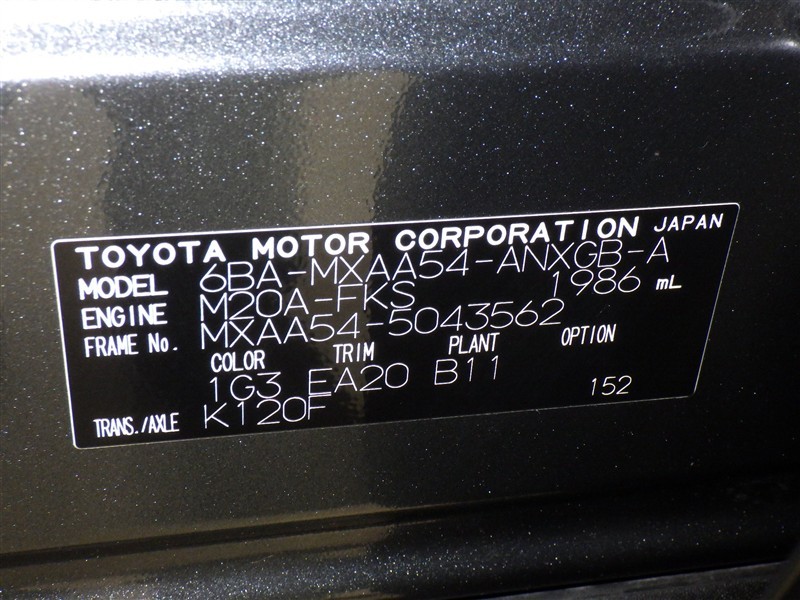 TOYOTA MOTOR CORPORATION JAPAN
MODEL 6BA-MXAA54-ANXGB-A
ENGINE M20A-FKS 1986 mL
FRAME No. MXAA54-5043562
COLOR TRIM PLANT OPTION
1G3 EA20 B11
TRANS./AXLE K120F 152